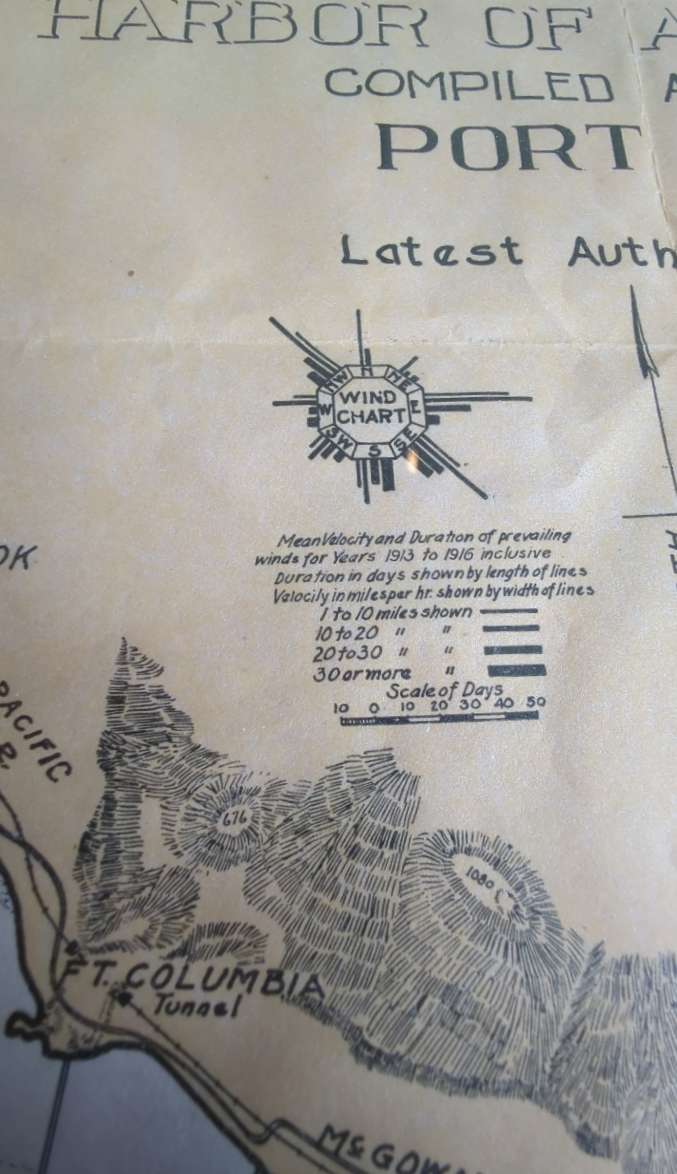 HARBOR OF A
COMPILED A
PORT
Latest Auth
N
NE
E
SE
S
SW
W
NW
WIND
CHART
Mean Velocity and Duration of prevailing
winds for Years 1913 to 1916 inclusive
Duration in days shown by length of lines
Velocity in miles per hr. shown by width of lines
1 to 10 miles shown
10 to 20 " "
20 to 30 " "
30 or more "
Scale of Days
10 0 10 20 30 40 50
OK
PACIFIC
R.
676
1080
FT. COLUMBIA
Tunnel
McGOW